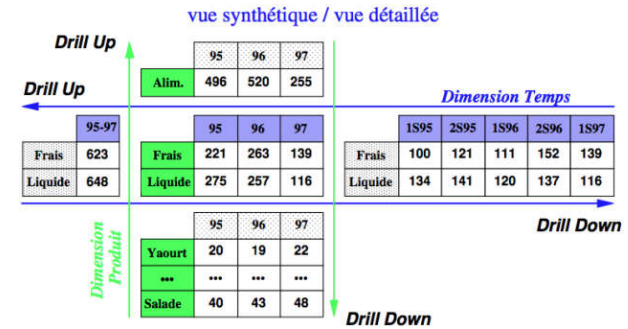 vue synthétique / vue détaillée
Drill Up
95 96 97
Alim. 496 520 255
Drill Up
Dimension Temps
95-97
Frais 623
Liquide 648
95 96 97
Frais 221 263 139
Liquide 275 257 116
1S95 2S95 1S96 2S96 1S97
Frais 100 121 111 152 139
Liquide 134 141 120 137 116
Drill Down
Dimension
Produit
95 96 97
Yaourt 20 19 22
... ... ... ...
Salade 40 43 48
Drill Down